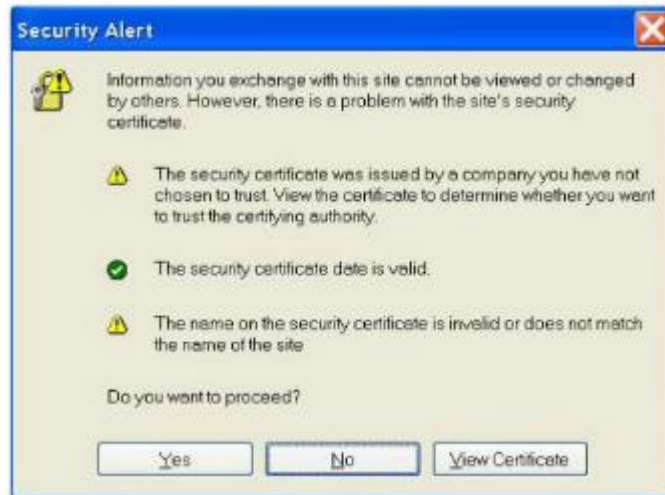 Security Alert
Information you exchange with this site cannot be viewed or changed
by others. However, there is a problem with the site's security
certificate.
The security certificate was issued by a company you have not
chosen to trust. View the certificate to determine whether you want
to trust the certifying authority.
The security certificate date is valid.
The name on the security certificate is invalid or does not match
the name of the site
Do you want to proceed?
Yes No View Certificate